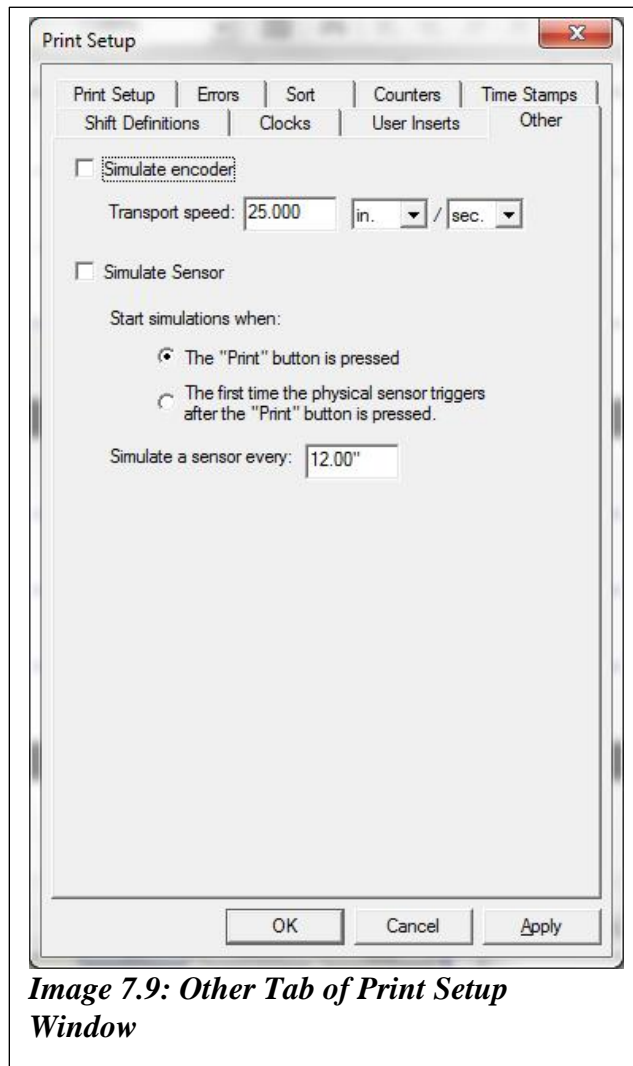 Print Setup
Print Setup Errors Sort Counters Time Stamps
Shift Definitions Clocks User Inserts Other
Simulate encoder
Transport speed: 25.000 in. / sec.
Simulate Sensor
Start simulations when:
The "Print" button is pressed
The first time the physical sensor triggers
after the "Print" button is pressed.
Simulate a sensor every: 12.00"
OK Cancel Apply
Image 7.9: Other Tab of Print Setup
Window